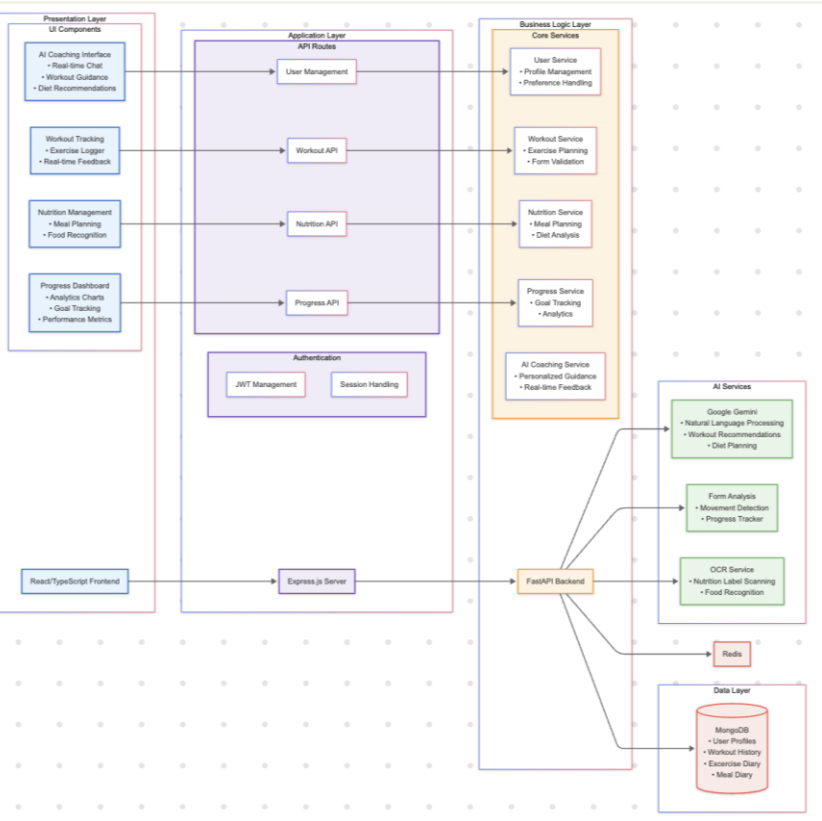 Presentation Layer
UI Components
AI Coaching Interface
• Real-time Chat
• Workout Guidance
• Diet Recommendations
Workout Tracking
• Exercise Logger
• Real-time Feedback
Nutrition Management
• Meal Planning
• Food Recognition
Progress Dashboard
• Analytics Charts
• Goal Tracking
• Performance Metrics
React/TypeScript Frontend
Application Layer
API Routes
User Management
Workout API
Nutrition API
Progress API
Authentication
JWT Management
Session Handling
Express.js Server
Business Logic Layer
Core Services
User Service
• Profile Management
• Preference Handling
Workout Service
• Exercise Planning
• Form Validation
Nutrition Service
• Meal Planning
• Diet Analysis
Progress Service
• Goal Tracking
• Analytics
AI Coaching Service
• Personalized Guidance
• Real-time Feedback
FastAPI Backend
AI Services
Google Gemini
• Natural Language Processing
• Workout Recommendations
• Diet Planning
Form Analysis
• Movement Detection
• Progress Tracker
OCR Service
• Nutrition Label Scanning
• Food Recognition
Redis
Data Layer
MongoDB
• User Profiles
• Workout History
• Excercise Diary
• Meal Diary